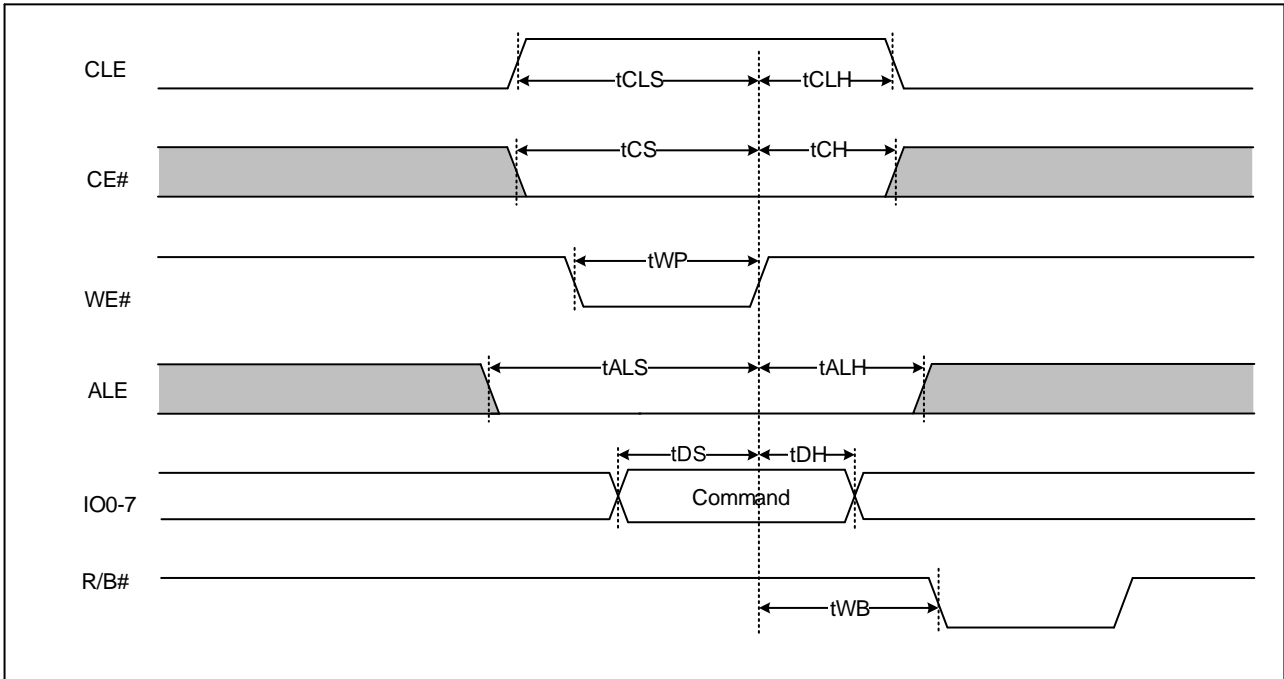 CLE
tCLS
tCLH
CE#
tCS
tCH
WE#
tWP
ALE
tALS
tALH
IO0-7
tDS
tDH
Command
R/B#
tWB